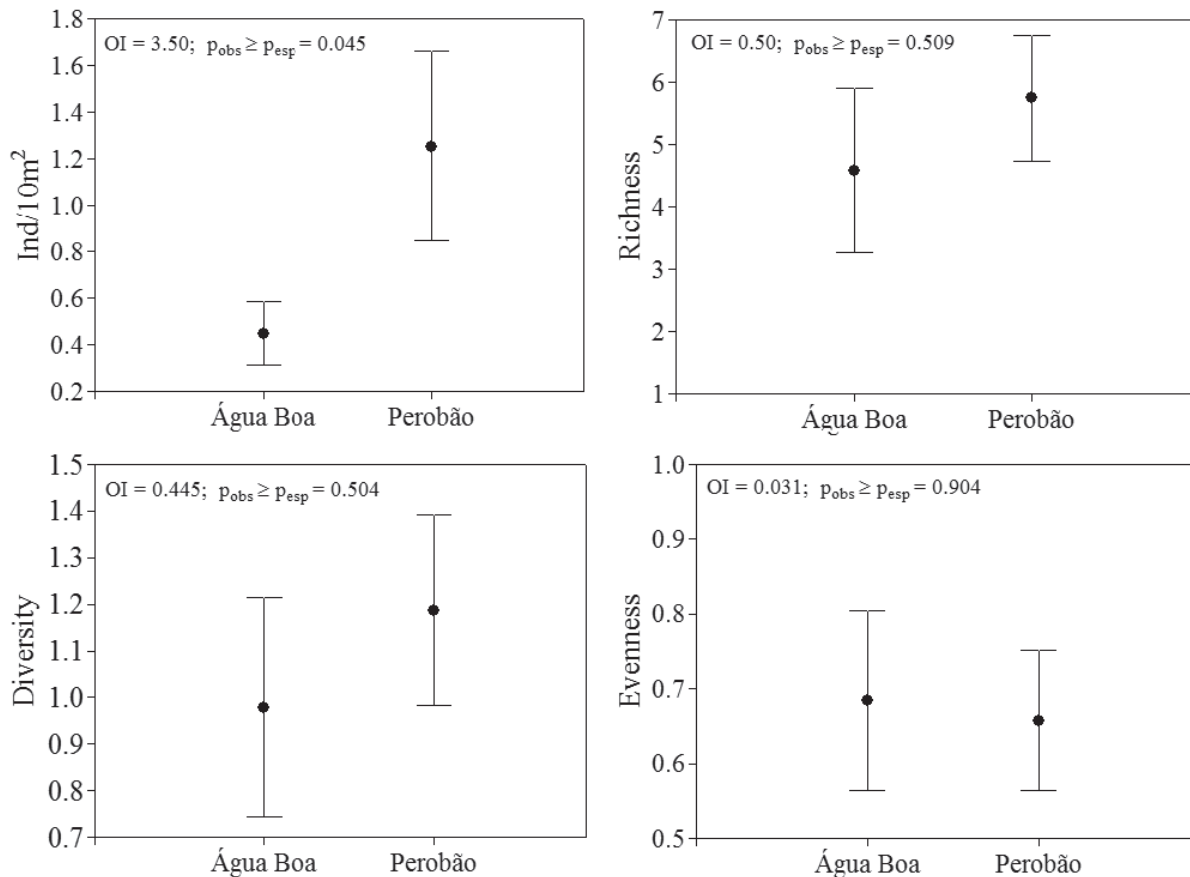 OI = 3.50; pobs ≥ pesp = 0.045
Ind/10m²
1.8
1.6
1.4
1.2
1.0
0.8
0.6
0.4
0.2
Água Boa Perobão
OI = 0.50; pobs ≥ pesp = 0.509
Richness
7
6
5
4
3
2
1
Água Boa Perobão
OI = 0.445; pobs ≥ pesp = 0.504
Diversity
1.5
1.4
1.3
1.2
1.1
1.0
0.9
0.8
0.7
Água Boa Perobão
OI = 0.031; pobs ≥ pesp = 0.904
Evenness
1.0
0.9
0.8
0.7
0.6
0.5
Água Boa Perobão